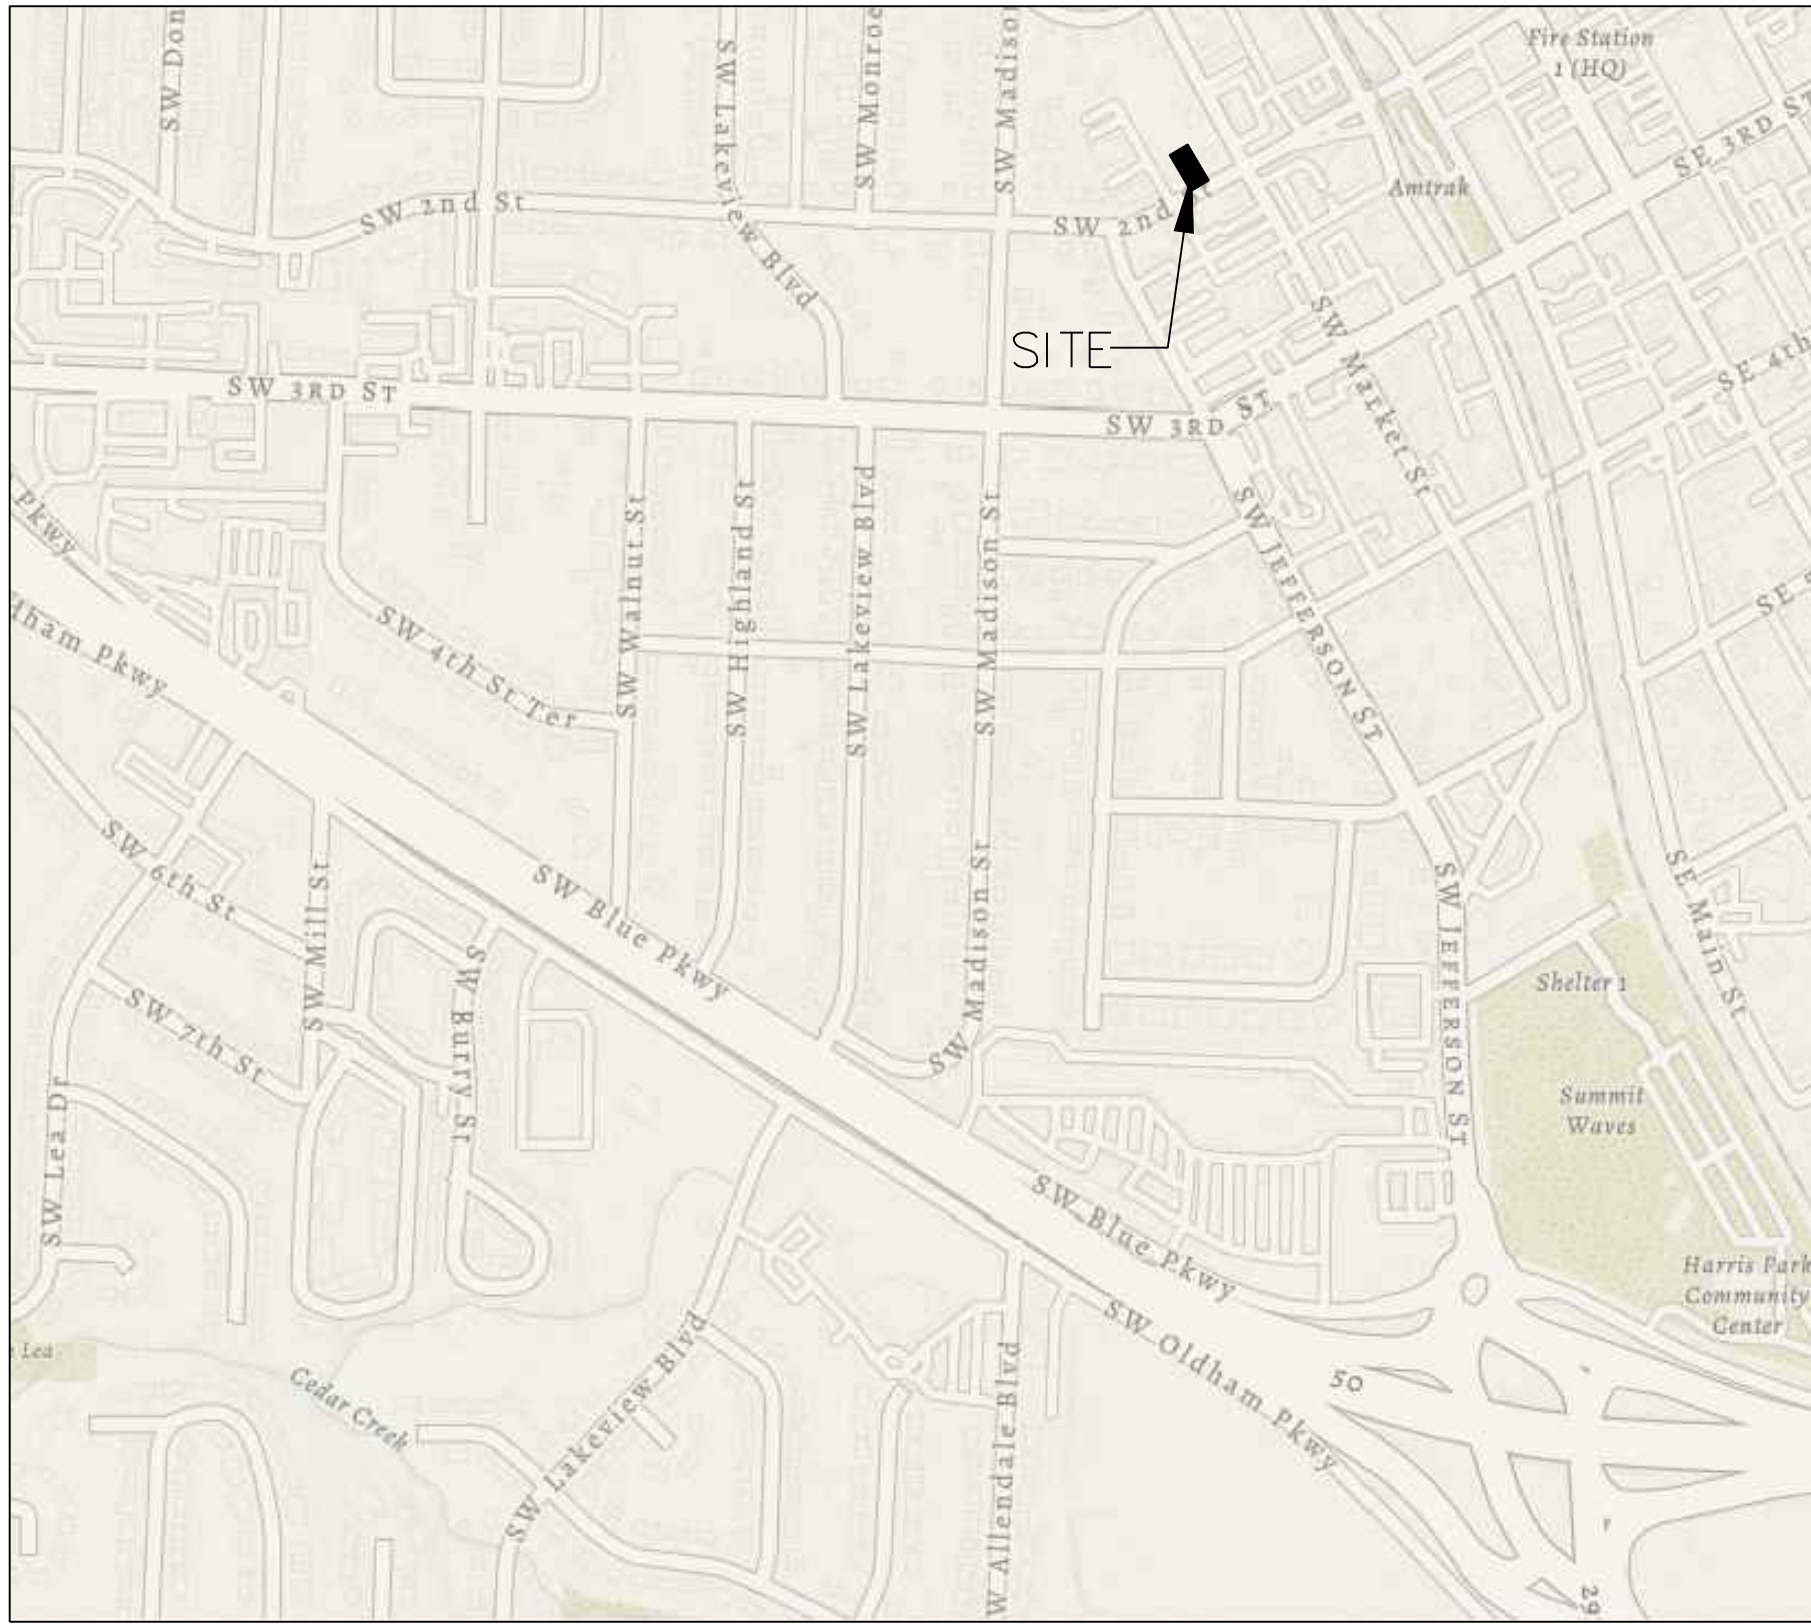 Fire Station
1 (HQ)
SW Don
SW Lakeview Blvd
SW Monroe
SW Madiso
SE 3RD ST
Amtrak
SW 2nd St
SW 2nd St
SITE
SW Market St
SE 4th
SW 3RD ST
SW 3RD ST
Pkwy
SW Walnut St
SW Highland St
SW Lakeview Blvd
SW Madison St
SW JEFFERSON ST
SE
dham Pkwy
SW 4th St Ter
SW 6th St
SW Mill St
SW Blue Pkwy
SW Madison St
SW JEFFERSON ST
SE Main St
SW Burry St
SW 7th St
Shelter 1
SW Lea Dr
Summit
Waves
SW Blue Pkwy
Harris Park
Community
Center
SW Oldham Pkwy
Lea
Cedar Creek
SW Lakeview Blvd
W Allendale Blvd
50
29